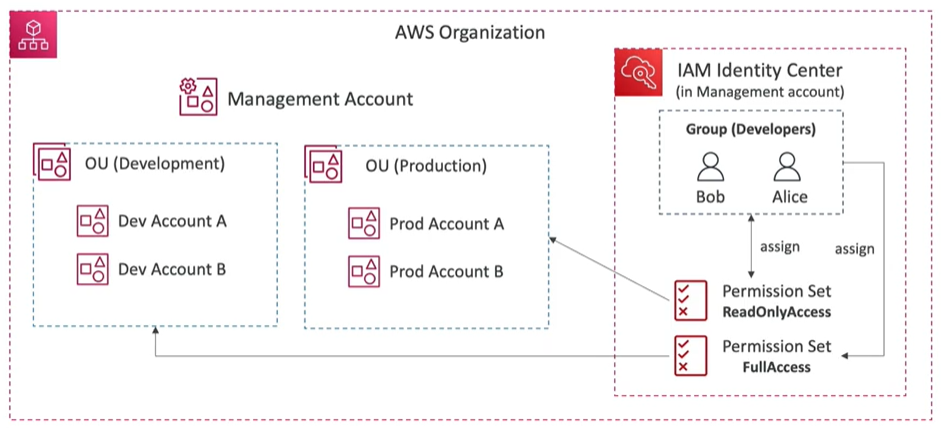 AWS Organization
Management Account
OU (Development)
Dev Account A
Dev Account B
OU (Production)
Prod Account A
Prod Account B
IAM Identity Center
(in Management account)
Group (Developers)
Bob
Alice
assign
assign
Permission Set
ReadOnlyAccess
Permission Set
FullAccess